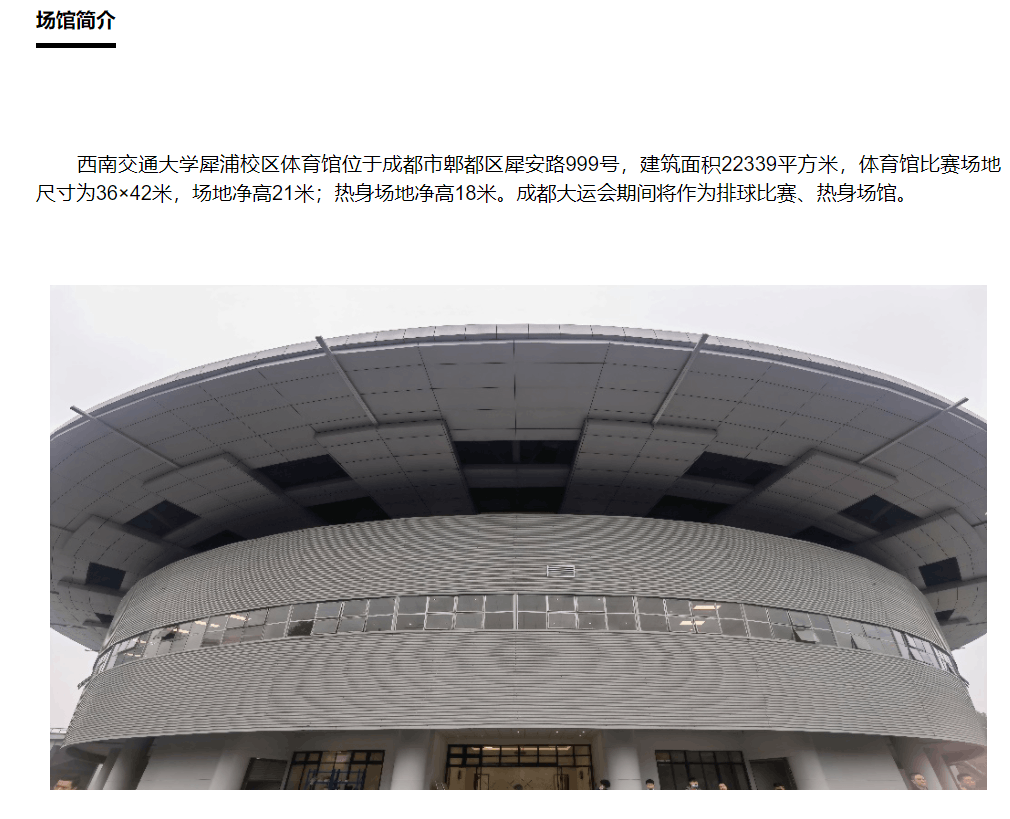 场馆简介
西南交通大学犀浦校区体育馆位于成都市郫都区犀安路999号，建筑面积22339平方米，体育馆比赛场地
尺寸为36×42米，场地净高21米；热身场地净高18米。成都大运会期间将作为排球比赛、热身场馆。